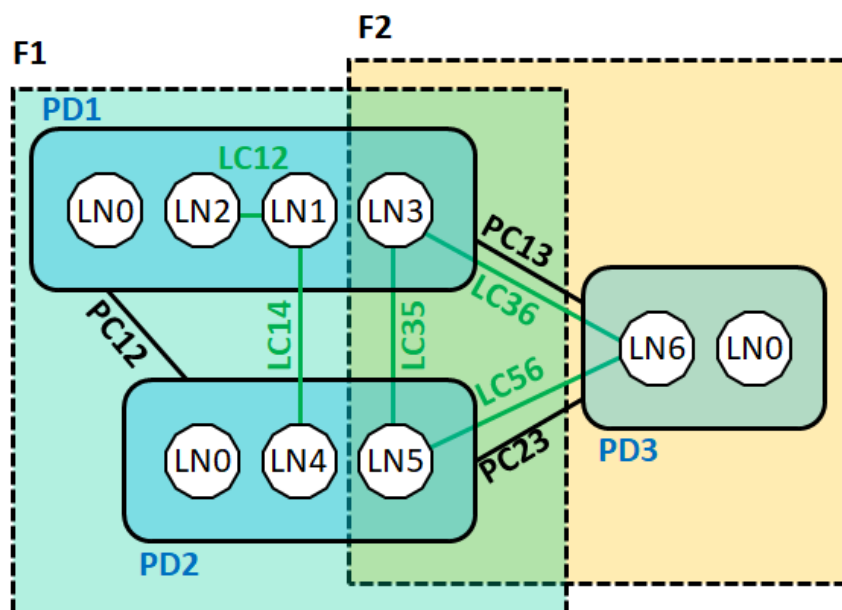 F1
F2
PD1
LC12
LN0
LN2
LN1
LN3
PC13
LC36
PC12
LC14
LC35
LN6
LN0
LC56
PC23
LN0
LN4
LN5
PD3
PD2